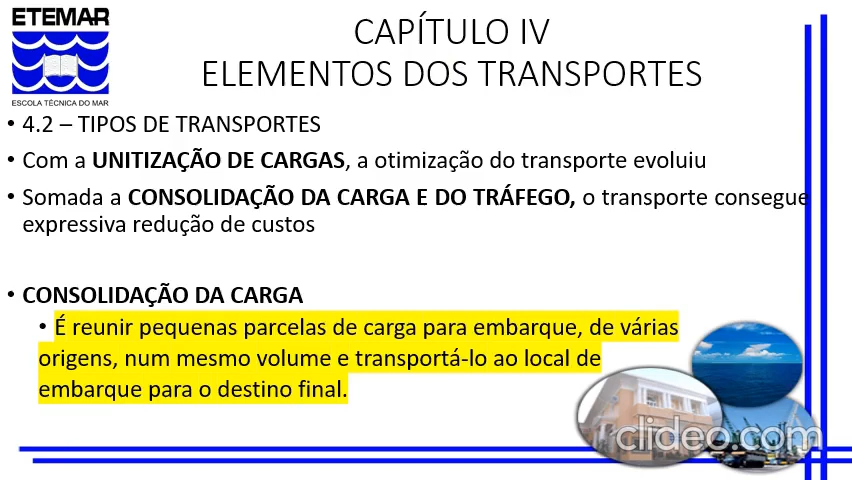 ETEMAR
ESCOLA TÉCNICA DO MAR
CAPÍTULO IV
ELEMENTOS DOS TRANSPORTES
• 4.2 – TIPOS DE TRANSPORTES
• Com a UNITIZAÇÃO DE CARGAS, a otimização do transporte evoluiu
• Somada a CONSOLIDAÇÃO DA CARGA E DO TRÁFEGO, o transporte consegue
expressiva redução de custos
• CONSOLIDAÇÃO DA CARGA
• É reunir pequenas parcelas de carga para embarque, de várias
origens, num mesmo volume e transportá-lo ao local de
embarque para o destino final.
clideo.com